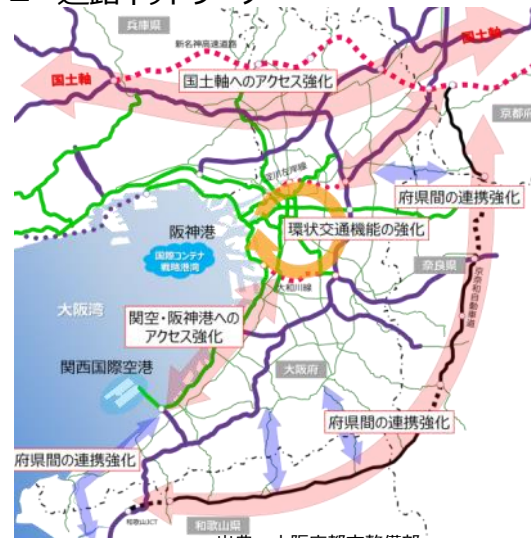 道路ネットワーク
兵庫県
新名神高速道路
国土軸
国土軸
国土軸へのアクセス強化
京都府
淀川左岸線
府県間の連携強化
阪神港
国際コンテナ
戦略港湾
環状交通機能の強化
奈良県
京奈和自動車道
大和川線
大阪湾
関空・阪神港への
アクセス強化
関西国際空港
大阪府
府県間の連携強化
府県間の連携強化
和歌山JCT
和歌山県
出典 大阪府都市整備部